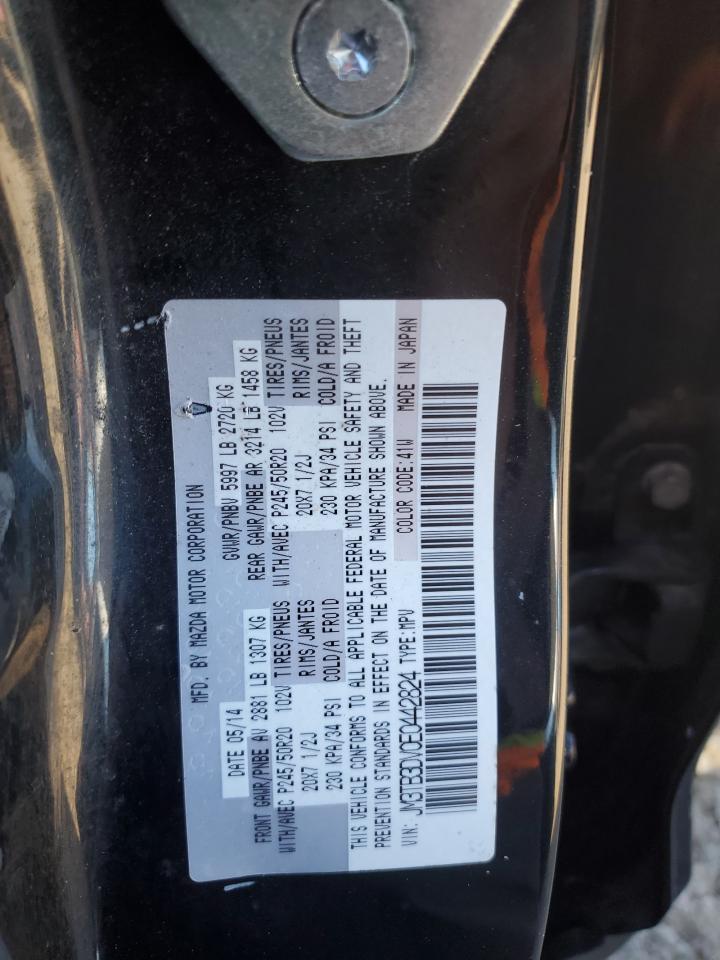 MFD. BY MAZDA MOTOR CORPORATION
DATE 05/14 GVWR/PNBV 5997 LB 2720 KG
FRONT GAWR/PNBE AV 2881 LB 1307 KG REAR GAWR/PNBE AR 3214 LB 1458 KG
WITH/AVEC P245/50R20 102V TIRES/PNEUS WITH/AVEC P245/50R20 102V TIRES/PNEUS
20X7 1/2J RIMS/JANTES 20X7 1/2J RIMS/JANTES
230 KPA/34 PSI COLD/A FROID 230 KPA/34 PSI COLD/A FROID
THIS VEHICLE CONFORMS TO ALL APPLICABLE FEDERAL MOTOR VEHICLE SAFETY AND THEFT
PREVENTION STANDARDS IN EFFECT ON THE DATE OF MANUFACTURE SHOWN ABOVE.
VIN: JM3TB3DV0E0442824 TYPE:MPV COLOR CODE:41W MADE IN JAPAN